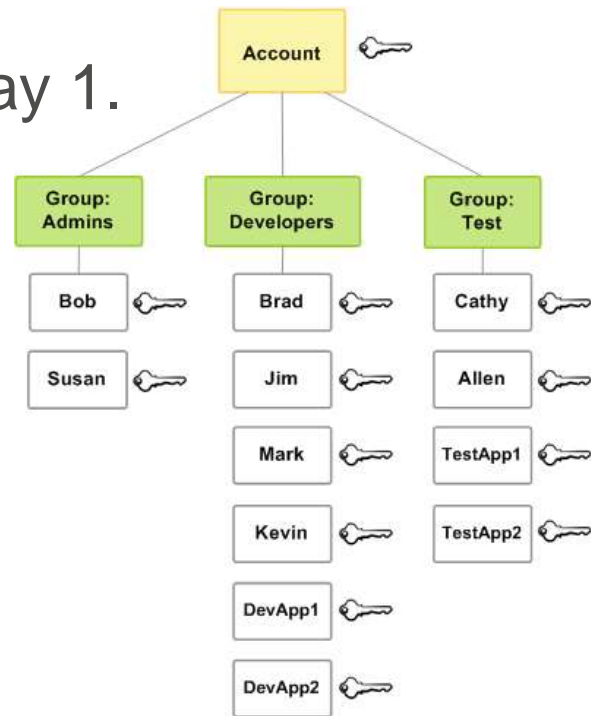 ay 1.
Account
Group:
Admins
Bob
Susan
Group:
Developers
Brad
Jim
Mark
Kevin
DevApp1
DevApp2
Group:
Test
Cathy
Allen
TestApp1
TestApp2